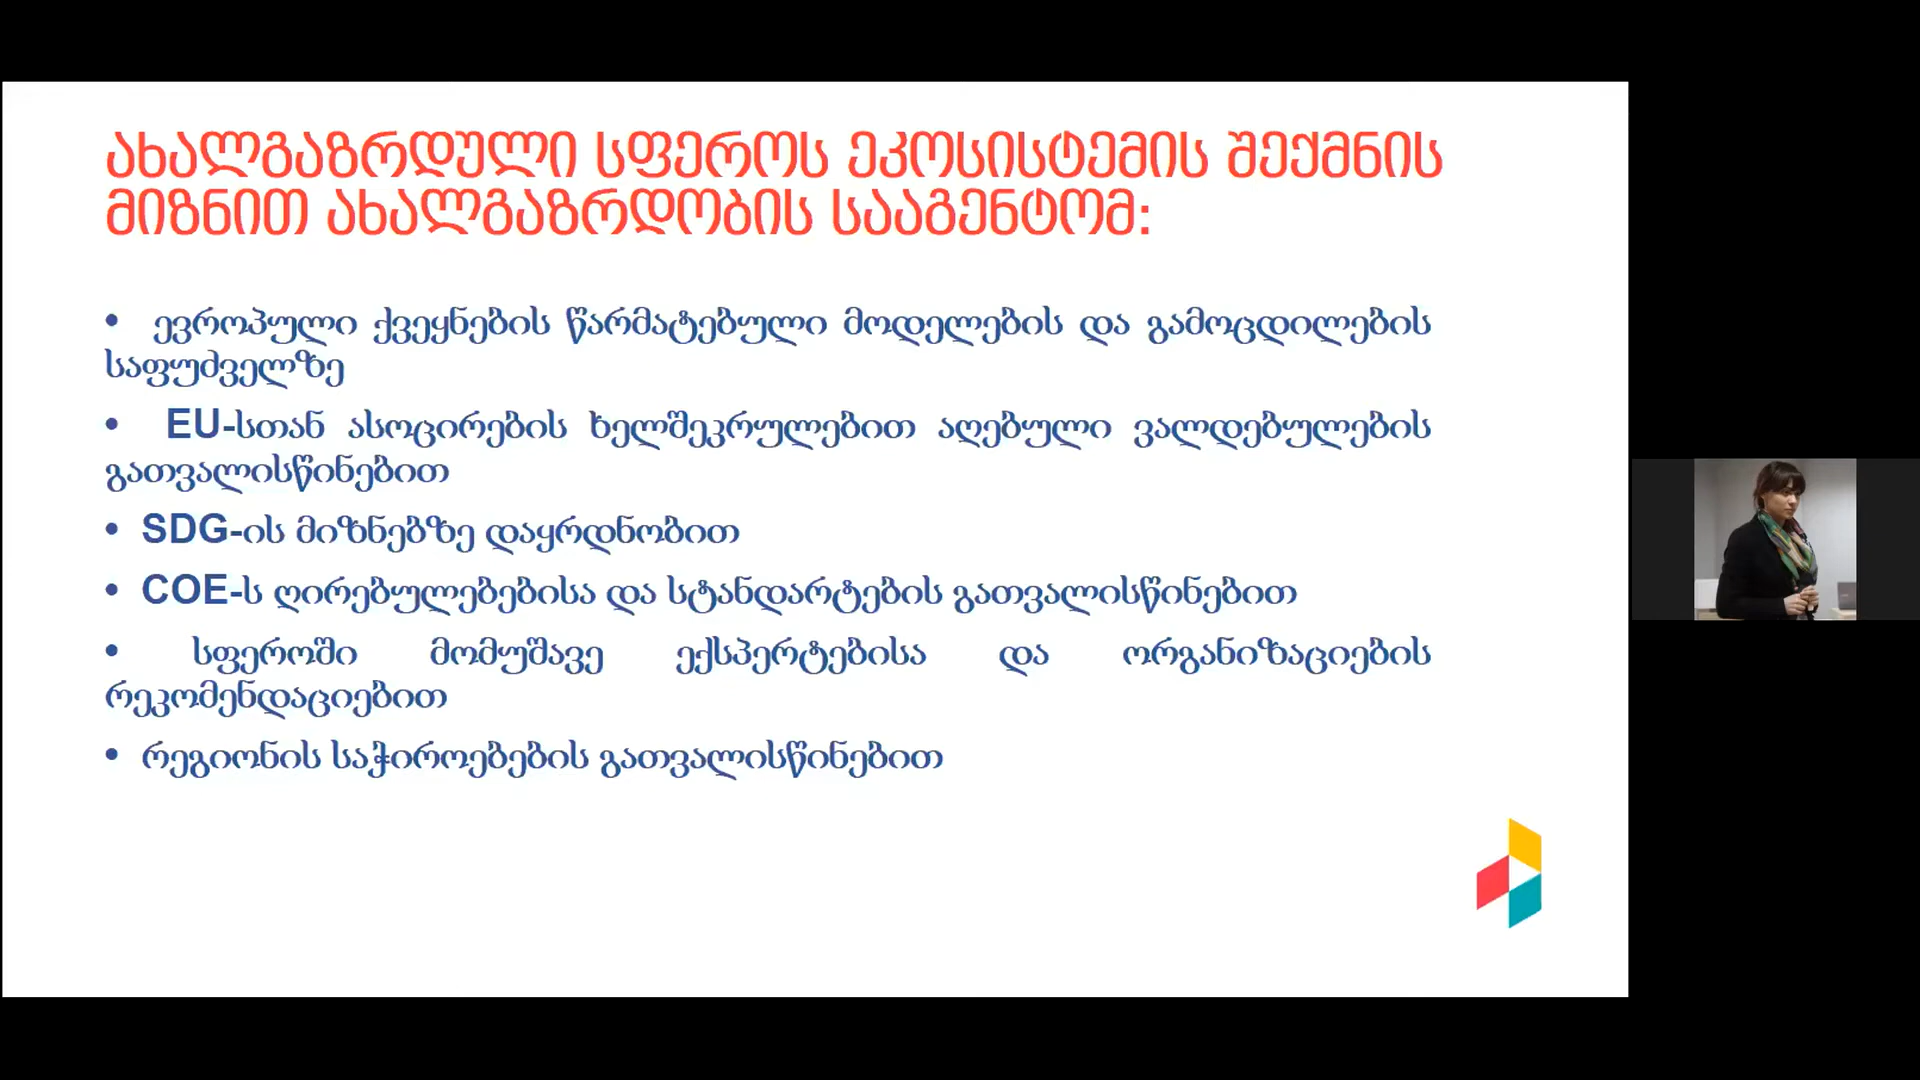 ახალგაზრდული სფეროს ეკოსისტემის შექმნის
მიზნით ახალგაზრდობის სააგენტომ:
• ევროპული ქვეყნების წარმატებული მოდელების და გამოცდილების
საფუძველზე
• EU-სთან ასოცირების ხელშეკრულებით აღებული ვალდებულების
გათვალისწინებით
• SDG-ის მიზნებზე დაყრდნობით
• COE-ს ღირებულებებისა და სტანდარტების გათვალისწინებით
• სფეროში მომუშავე ექსპერტებისა და ორგანიზაციების
რეკომენდაციებით
• რეგიონის საჭიროებების გათვალისწინებით